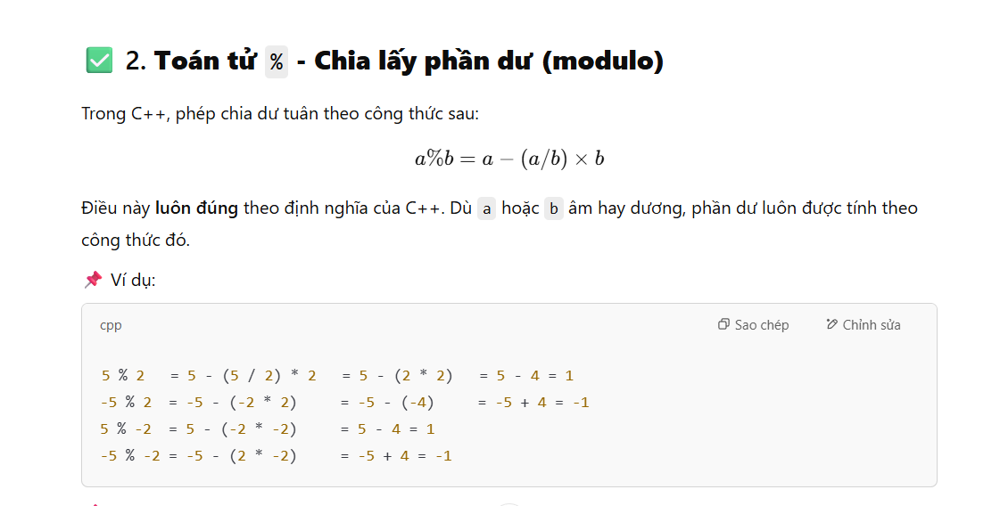 ✅ 2. Toán tử % - Chia lấy phần dư (modulo)
Trong C++, phép chia dư tuân theo công thức sau:
a%b = a − (a/b) × b
Điều này luôn đúng theo định nghĩa của C++. Dù a hoặc b âm hay dương, phần dư luôn được tính theo
công thức đó.
📌 Ví dụ:
cpp Sao chép Chỉnh sửa
5 % 2 = 5 - (5 / 2) * 2 = 5 - (2 * 2) = 5 - 4 = 1
-5 % 2 = -5 - (-2 * 2) = -5 - (-4) = -5 + 4 = -1
5 % -2 = 5 - (-2 * -2) = 5 - 4 = 1
-5 % -2 = -5 - (2 * -2) = -5 + 4 = -1